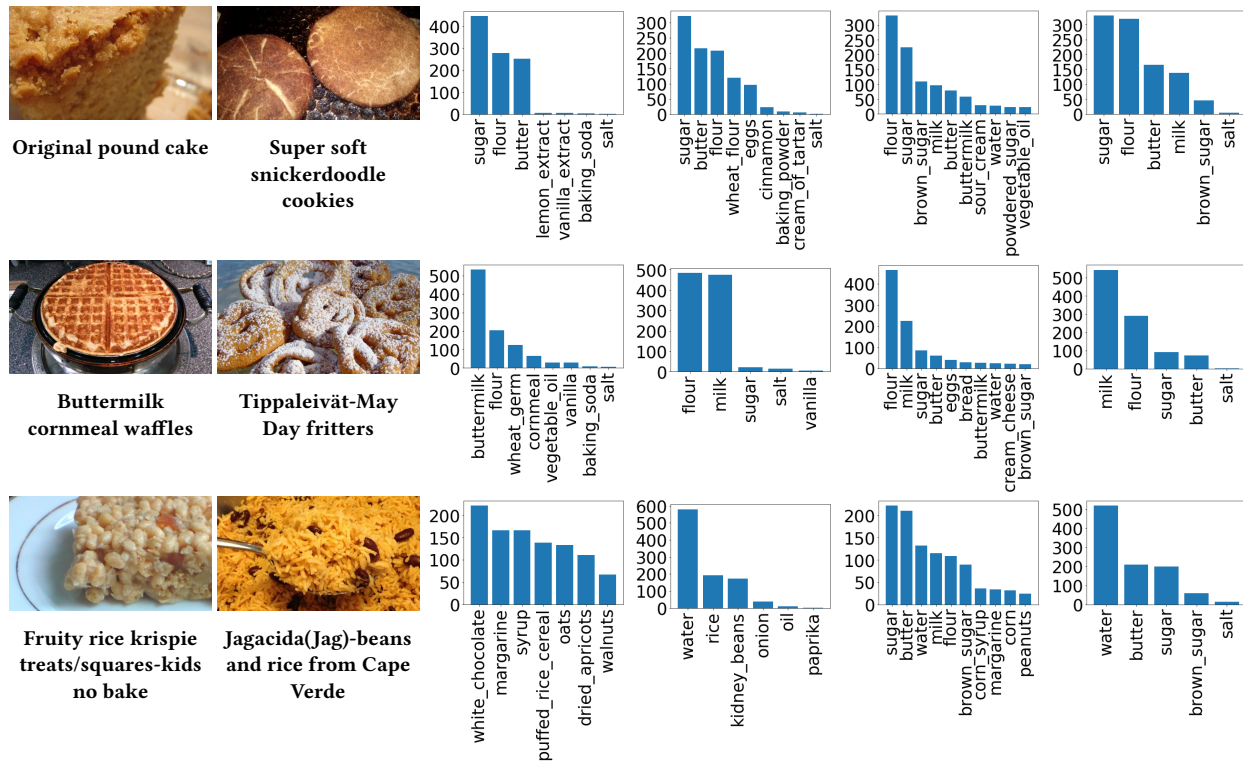 Original pound cake
Super soft
snickerdoodle
cookies
400
300
200
100
0
sugar
flour
butter
lemon_extract
vanilla_extract
baking_soda
salt
300
250
200
150
100
50
0
sugar
butter
flour
wheat_flour
eggs
cinnamon
baking_powder
cream_of_tartar
salt
300
250
200
150
100
50
0
flour
sugar
brown_sugar
milk
butter
buttermilk
sour_cream
water
powdered_sugar
vegetable_oil
300
250
200
150
100
50
0
sugar
flour
butter
milk
brown_sugar
salt
Buttermilk
cornmeal waffles
Tippaleivät-May
Day fritters
500
400
300
200
100
0
buttermilk
flour
wheat_germ
cornmeal
vegetable_oil
vanilla
baking_soda
salt
500
400
300
200
100
0
flour
milk
sugar
salt
vanilla
400
300
200
100
0
flour
milk
sugar
butter
eggs
bread
buttermilk
water
cream_cheese
brown_sugar
500
400
300
200
100
0
milk
flour
sugar
butter
salt
Fruity rice krispie
treats/squares-kids
no bake
Jagacida(Jag)-beans
and rice from Cape
Verde
200
150
100
50
0
white_chocolate
margarine
syrup
puffed_rice_cereal
oats
dried_apricots
walnuts
600
500
400
300
200
100
0
water
rice
kidney_beans
onion
oil
paprika
200
150
100
50
0
sugar
butter
water
milk
flour
brown_sugar
corn_syrup
margarine
corn
peanuts
500
400
300
200
100
0
water
butter
sugar
brown_sugar
salt